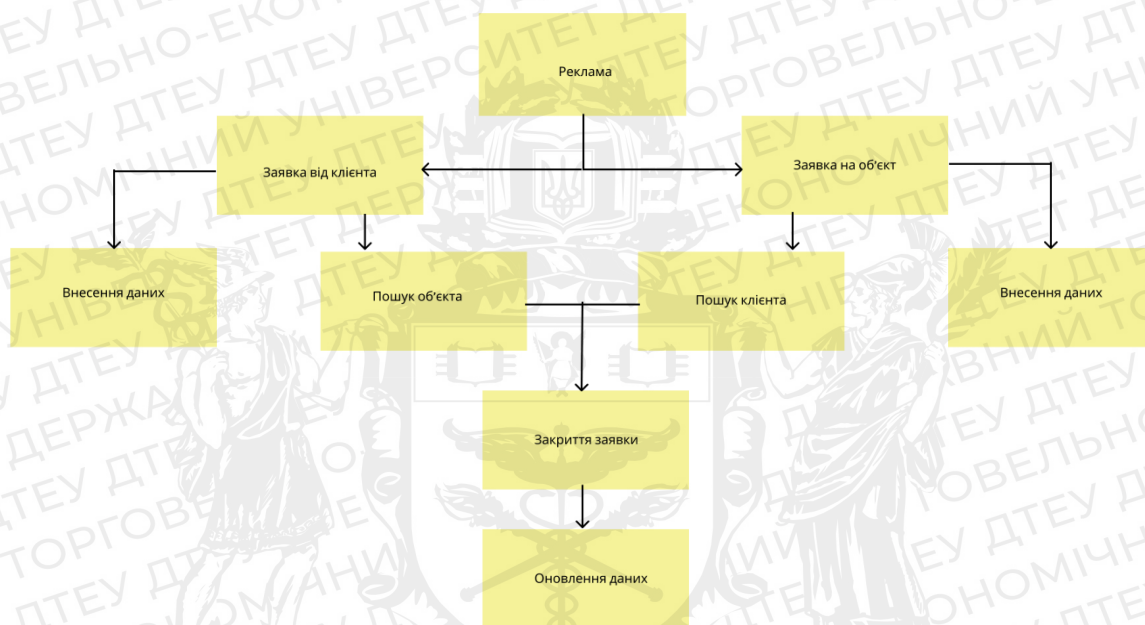 Реклама
Заявка від клієнта
Заявка на об'єкт
Внесення даних
Пошук об'єкта
Пошук клієнта
Внесення даних
Закриття заявки
Оновлення даних